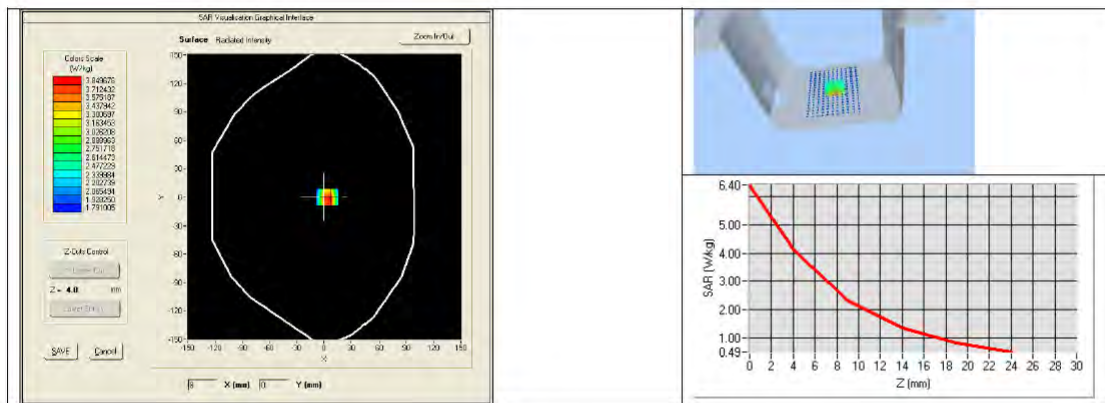 SAR Visualisation Graphical Interface
Surface Radiated Intensity
Zoom In/Out
Colors Scale
(W/kg)
3.849676
3.712432
3.575187
3.437942
3.300697
3.163453
3.026208
2.751718
2.614473
2.477229
2.339984
2.202739
2.065494
1.928250
1.791005
Z-Cuts Control
Z = 4.0 mm
SAVE Cancel
150
120
90
60
30
Y 0
-30
-60
-90
-120
-150
-150 -120 -90 -60 -30 0 30 60 90 120 150
X
8 X (mm) 0 Y (mm)
6.40
5.00
4.00
3.00
2.00
1.00
0.49
SAR (W/kg)
0 2 4 6 8 10 12 14 16 18 20 22 24 26 28 30
Z (mm)